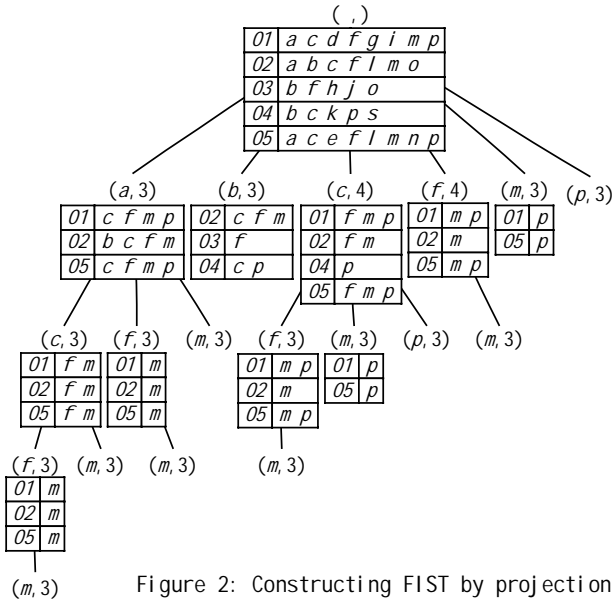 ( , )
01 a c d f g i m p
02 a b c f l m o
03 b f h j o
04 b c k p s
05 a c e f l m n p
(a, 3) (b, 3) (c, 4) (f, 4) (m, 3) (p, 3)
01 c f m p
02 b c f m
05 c f m p
02 c f m
03 f
04 c p
01 f m p
02 f m
04 p
05 f m p
01 m p
02 m
05 m p
01 p
05 p
(c, 3) (f, 3) (m, 3) (f, 3) (m, 3) (p, 3) (m, 3)
01 f m
02 f m
05 f m
01 m
02 m
05 m
01 m p
02 m
05 m p
01 p
05 p
(f, 3) (m, 3) (m, 3) (m, 3)
01 m
02 m
05 m
(m, 3)
Figure 2: Constructing FIST by projection